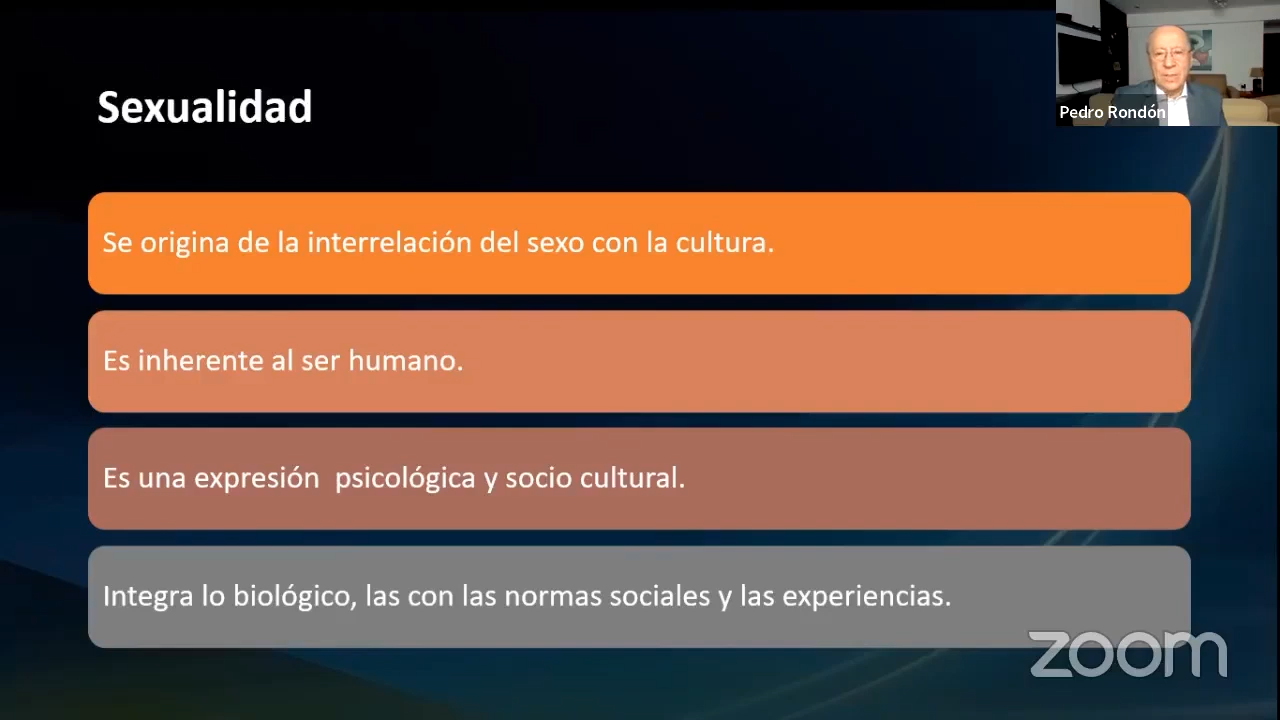 Sexualidad
Pedro Rondón
Se origina de la interrelación del sexo con la cultura.
Es inherente al ser humano.
Es una expresión  psicológica y socio cultural.
Integra lo biológico, las con las normas sociales y las experiencias.
zoom